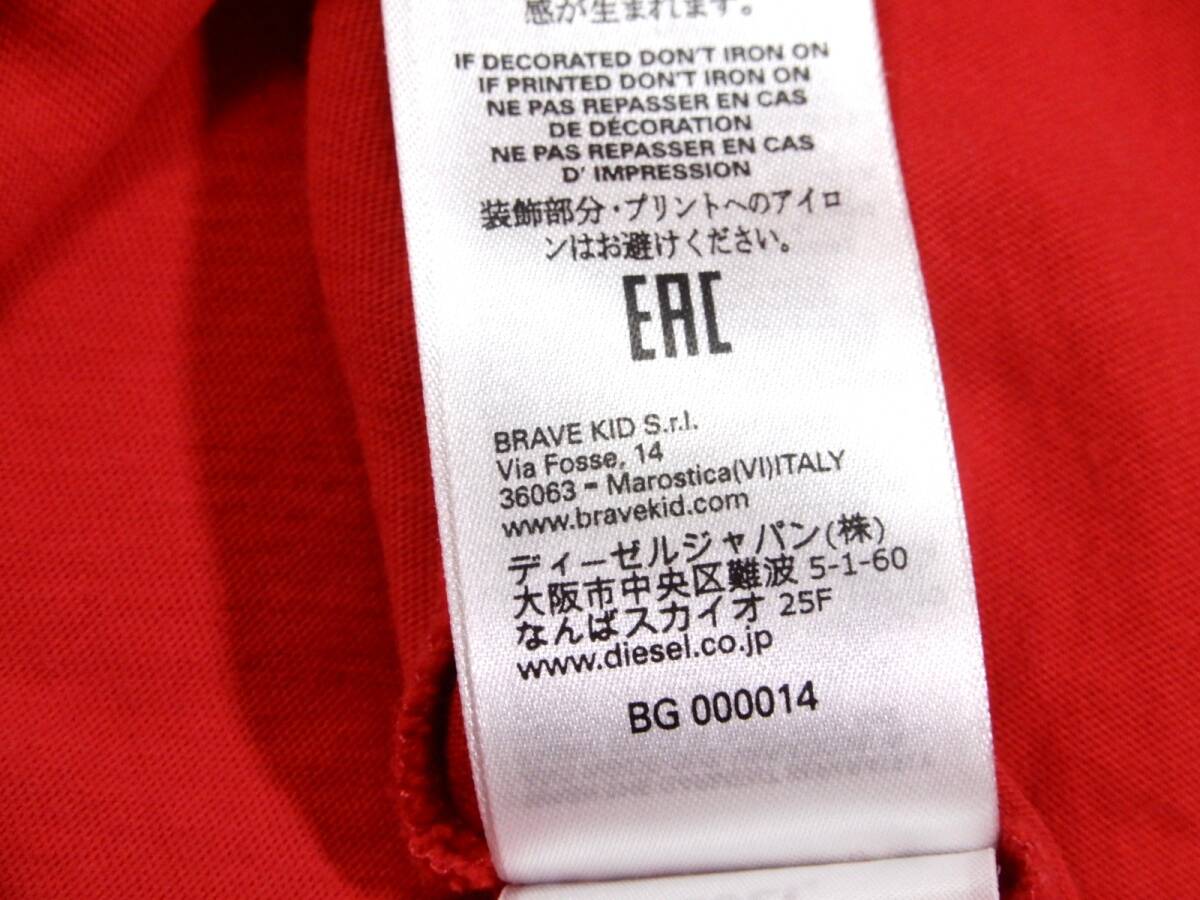 感が生まれます。
IF DECORATED DON'T IRON ON
IF PRINTED DON'T IRON ON
NE PAS REPASSER EN CAS
DE DÉCORATION
NE PAS REPASSER EN CAS
D' IMPRESSION
装飾部分・プリントへのアイロ
ンはお避けください。
EAC
BRAVE KID S.r.l.
Via Fosse, 14
36063 - Marostica(VI)ITALY
www.bravekid.com
ディーゼルジャパン(株)
大阪市中央区難波 5-1-60
なんばスカイオ 25F
www.diesel.co.jp
BG 000014